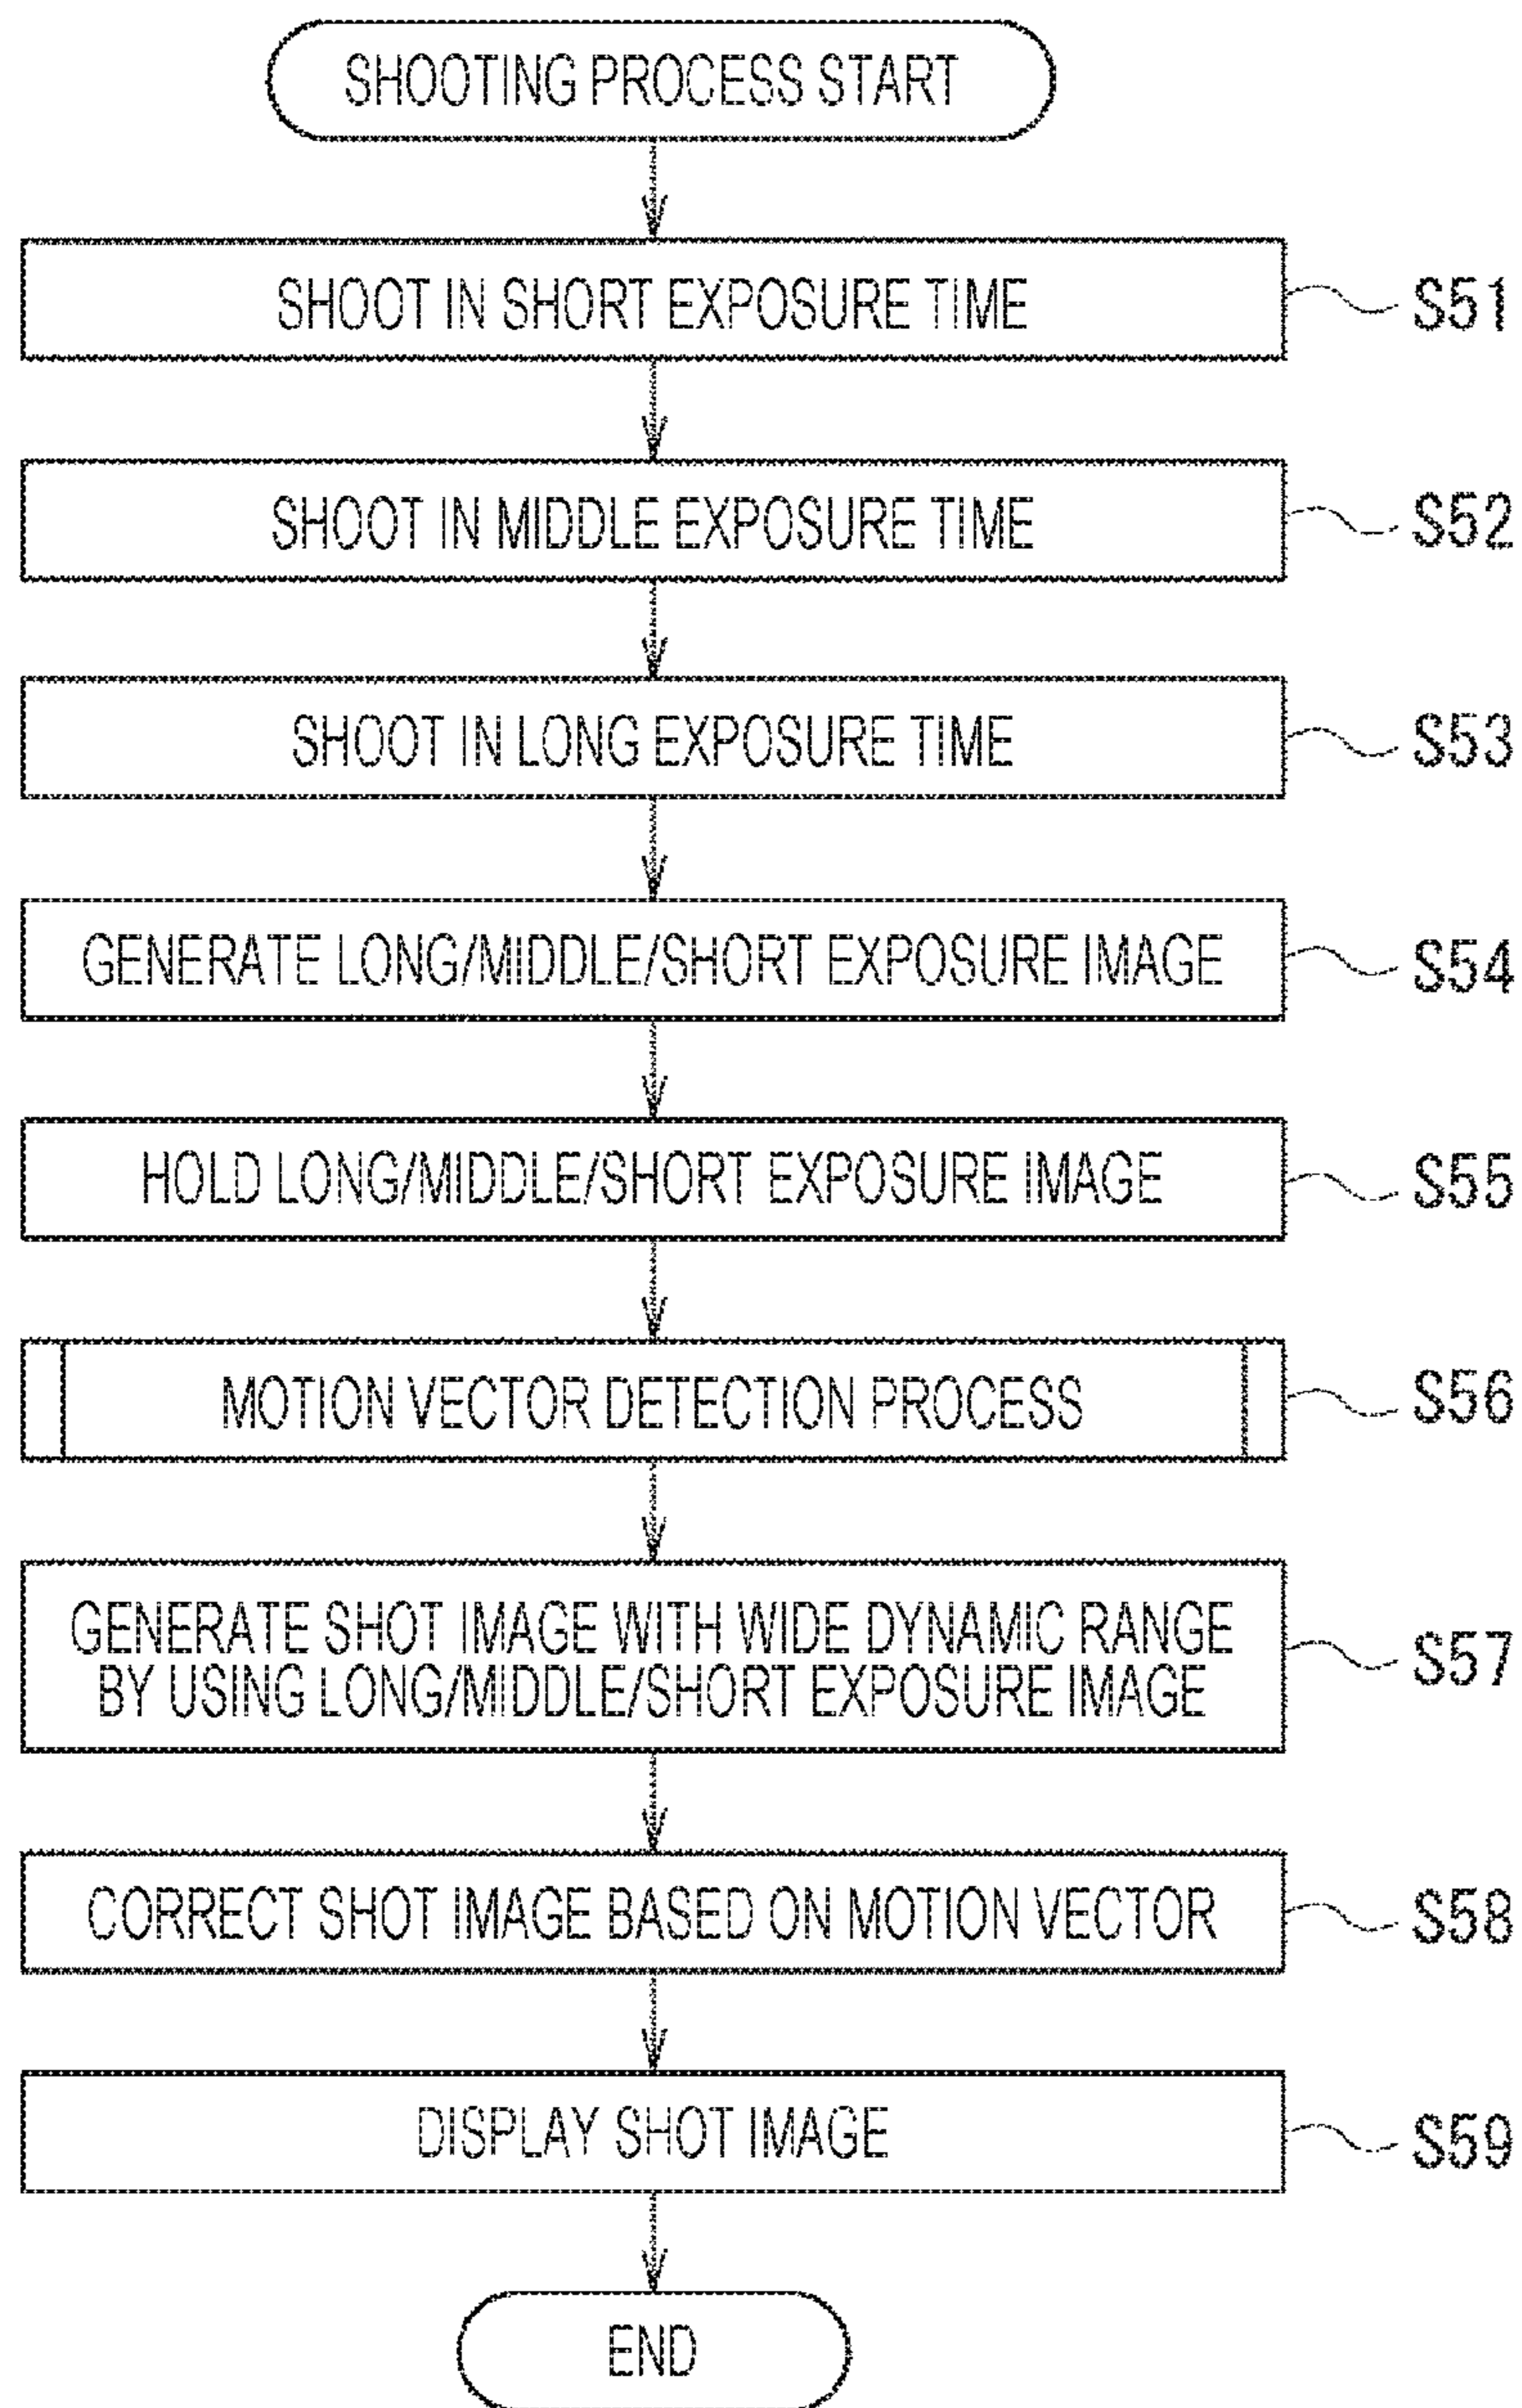 SHOOTING PROCESS START
SHOOT IN SHORT EXPOSURE TIME
S51
SHOOT IN MIDDLE EXPOSURE TIME
S52
SHOOT IN LONG EXPOSURE TIME
S53
GENERATE LONG/MIDDLE/SHORT EXPOSURE IMAGE
S54
HOLD LONG/MIDDLE/SHORT EXPOSURE IMAGE
S55
MOTION VECTOR DETECTION PROCESS
S56
GENERATE SHOT IMAGE WITH WIDE DYNAMIC RANGE
BY USING LONG/MIDDLE/SHORT EXPOSURE IMAGE
S57
CORRECT SHOT IMAGE BASED ON MOTION VECTOR
S58
DISPLAY SHOT IMAGE
S59
END